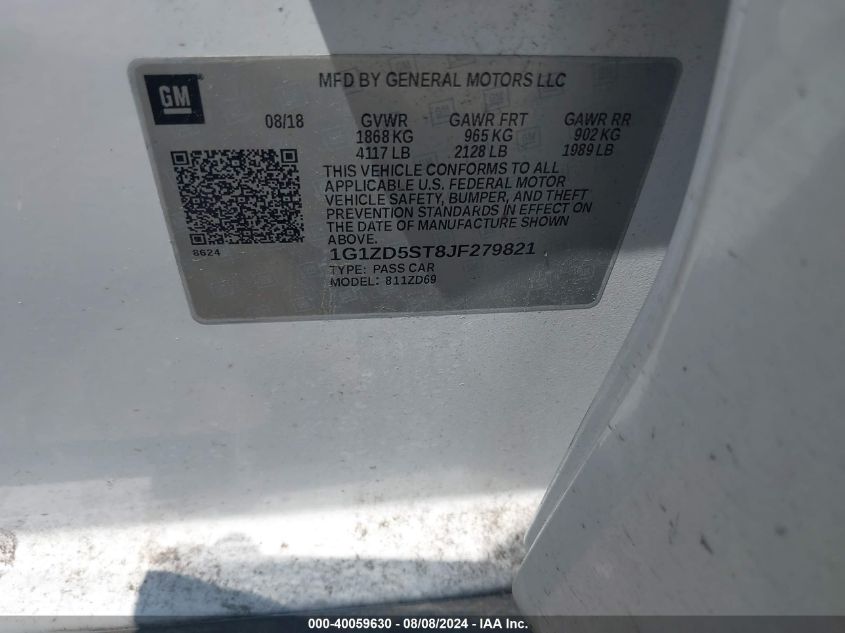 GM
MFD BY GENERAL MOTORS LLC
08/18 GVWR GAWR FRT GAWR RR
1868 KG 965 KG 902 KG
4117 LB 2128 LB 1989 LB
THIS VEHICLE CONFORMS TO ALL
APPLICABLE U.S. FEDERAL MOTOR
VEHICLE SAFETY, BUMPER, AND THEFT
PREVENTION STANDARDS IN EFFECT ON
THE DATE OF MANUFACTURE SHOWN
ABOVE.
8624 1G1ZD5ST8JF279821
TYPE: PASS CAR
MODEL: 811ZD69
000-40059630 - 08/08/2024 - IAA Inc.